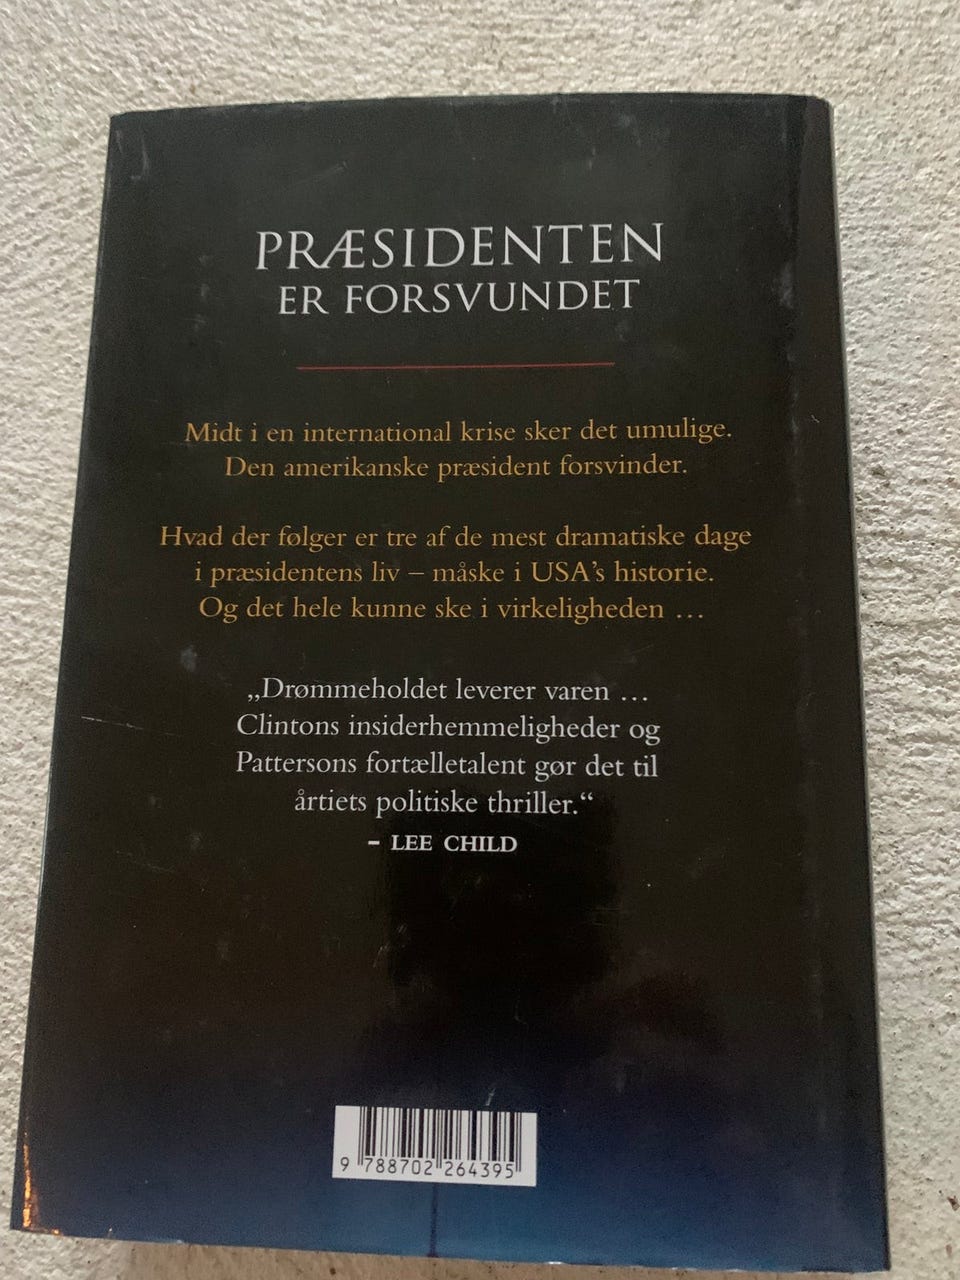 PRÆSIDENTEN
ER FORSVUNDET
Midt i en international krise sker det umulige.
Den amerikanske præsident forsvinder.
Hvad der følger er tre af de mest dramatiske dage
i præsidentens liv – måske i USA's historie.
Og det hele kunne ske i virkeligheden …
„Drømmeholdet leverer varen …
Clintons insiderhemmeligheder og
Pattersons fortælletalent gør det til
årtiets politiske thriller.“
– LEE CHILD
9 788702 264395